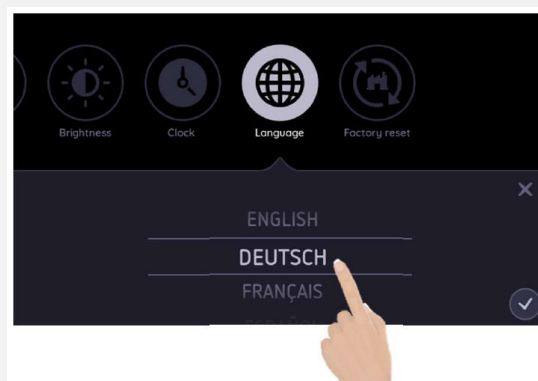 Brightness
Clock
Language
Factory reset
ENGLISH
DEUTSCH
FRANÇAIS